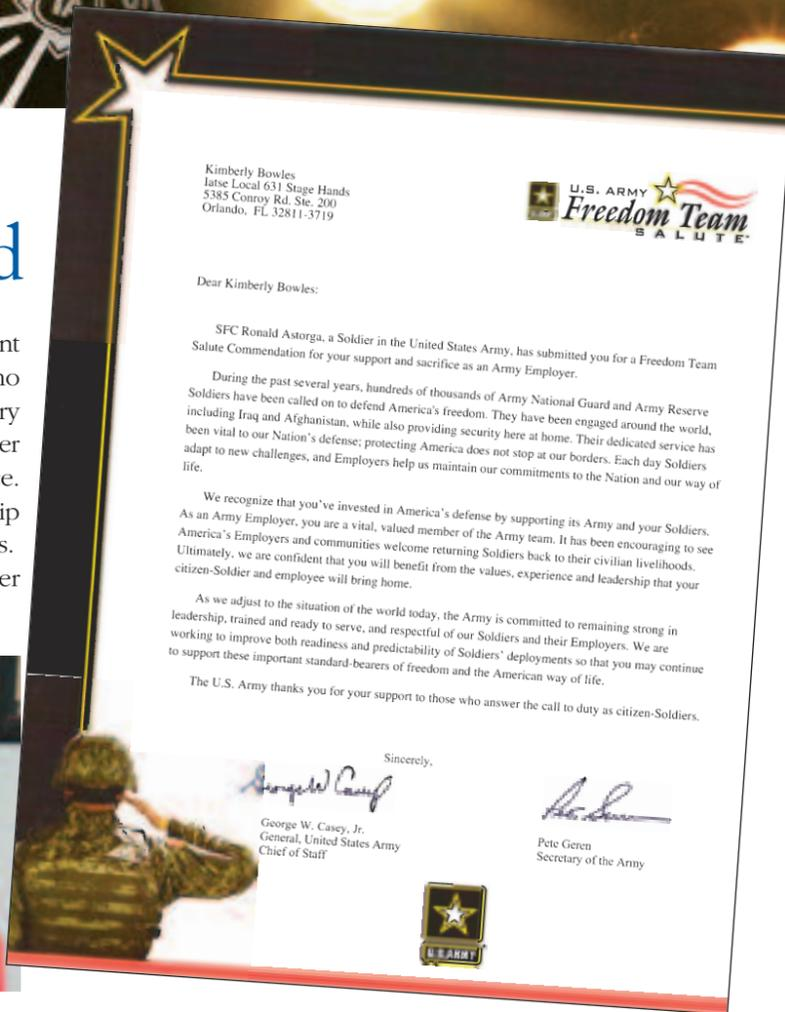 d
nt
no
ry
er
e.
ip
s.
er
Kimberly Bowles
Iatse Local 631 Stage Hands
5385 Conroy Rd. Ste. 200
Orlando, FL 32811-3719
U.S. ARMY
Freedom Team
SALUTE
Dear Kimberly Bowles:
SFC Ronald Astorga, a Soldier in the United States Army, has submitted you for a Freedom Team
Salute Commendation for your support and sacrifice as an Army Employer.
During the past several years, hundreds of thousands of Army National Guard and Army Reserve
Soldiers have been called on to defend America's freedom. They have been engaged around the world,
including Iraq and Afghanistan, while also providing security here at home. Their dedicated service has
been vital to our Nation's defense; protecting America does not stop at our borders. Each day Soldiers
adapt to new challenges, and Employers help us maintain our commitments to the Nation and our way of
life.
We recognize that you've invested in America's defense by supporting its Army and your Soldiers.
As an Army Employer, you are a vital, valued member of the Army team. It has been encouraging to see
America's Employers and communities welcome returning Soldiers back to their civilian livelihoods.
Ultimately, we are confident that you will benefit from the values, experience and leadership that your
citizen-Soldier and employee will bring home.
As we adjust to the situation of the world today, the Army is committed to remaining strong in
leadership, trained and ready to serve, and respectful of our Soldiers and their Employers. We are
working to improve both readiness and predictability of Soldiers' deployments so that you may continue
to support these important standard-bearers of freedom and the American way of life.
The U.S. Army thanks you for your support to those who answer the call to duty as citizen-Soldiers.
Sincerely,
George W Casey
George W. Casey, Jr.
General, United States Army
Chief of Staff
Pete Geren
Secretary of the Army
U.S.ARMY